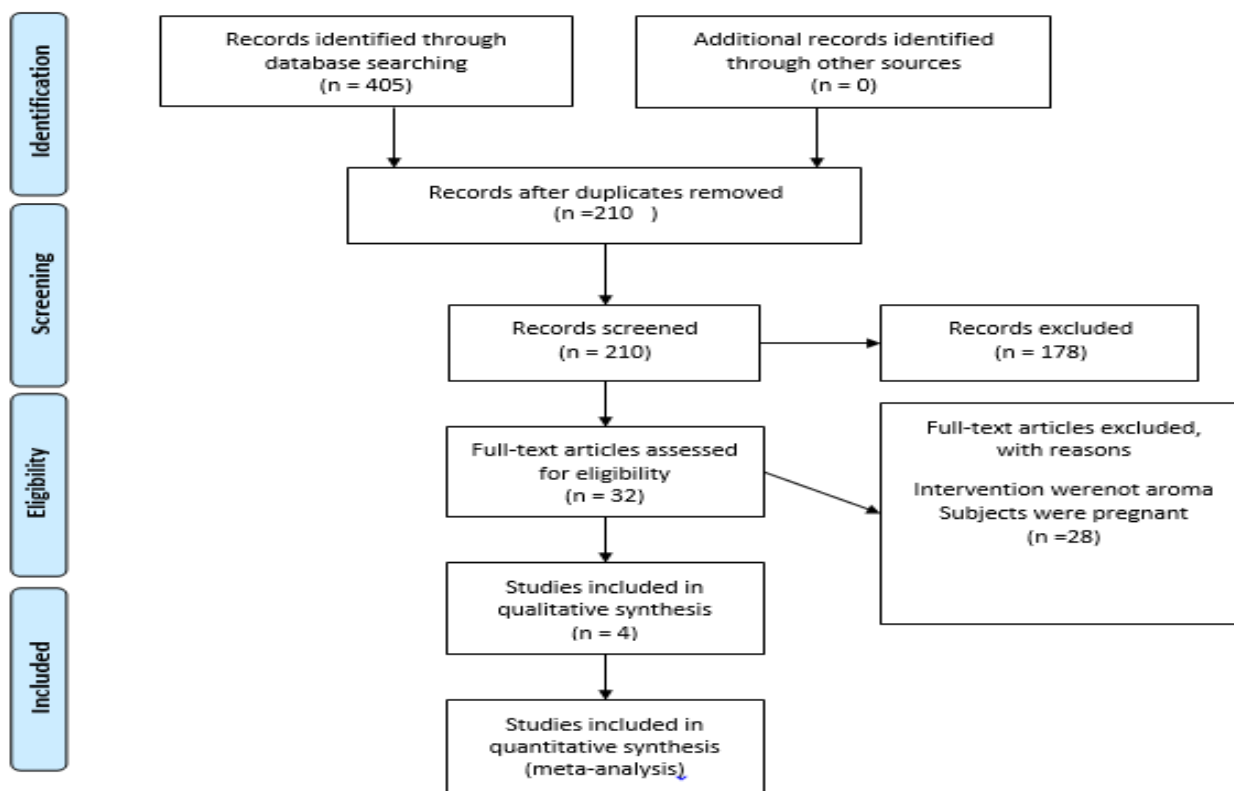 Identification
Records identified through
database searching
(n = 405)
Additional records identified
through other sources
(n = 0)
Records after duplicates removed
(n =210   )
Screening
Records screened
(n = 210)
Records excluded
(n = 178)
Eligibility
Full-text articles assessed
for eligibility
(n = 32)
Full-text articles excluded,
with reasons
Intervention werenot aroma
Subjects were pregnant
(n =28)
Included
Studies included in
qualitative synthesis
(n = 4)
Studies included in
quantitative synthesis
(meta-analysis)